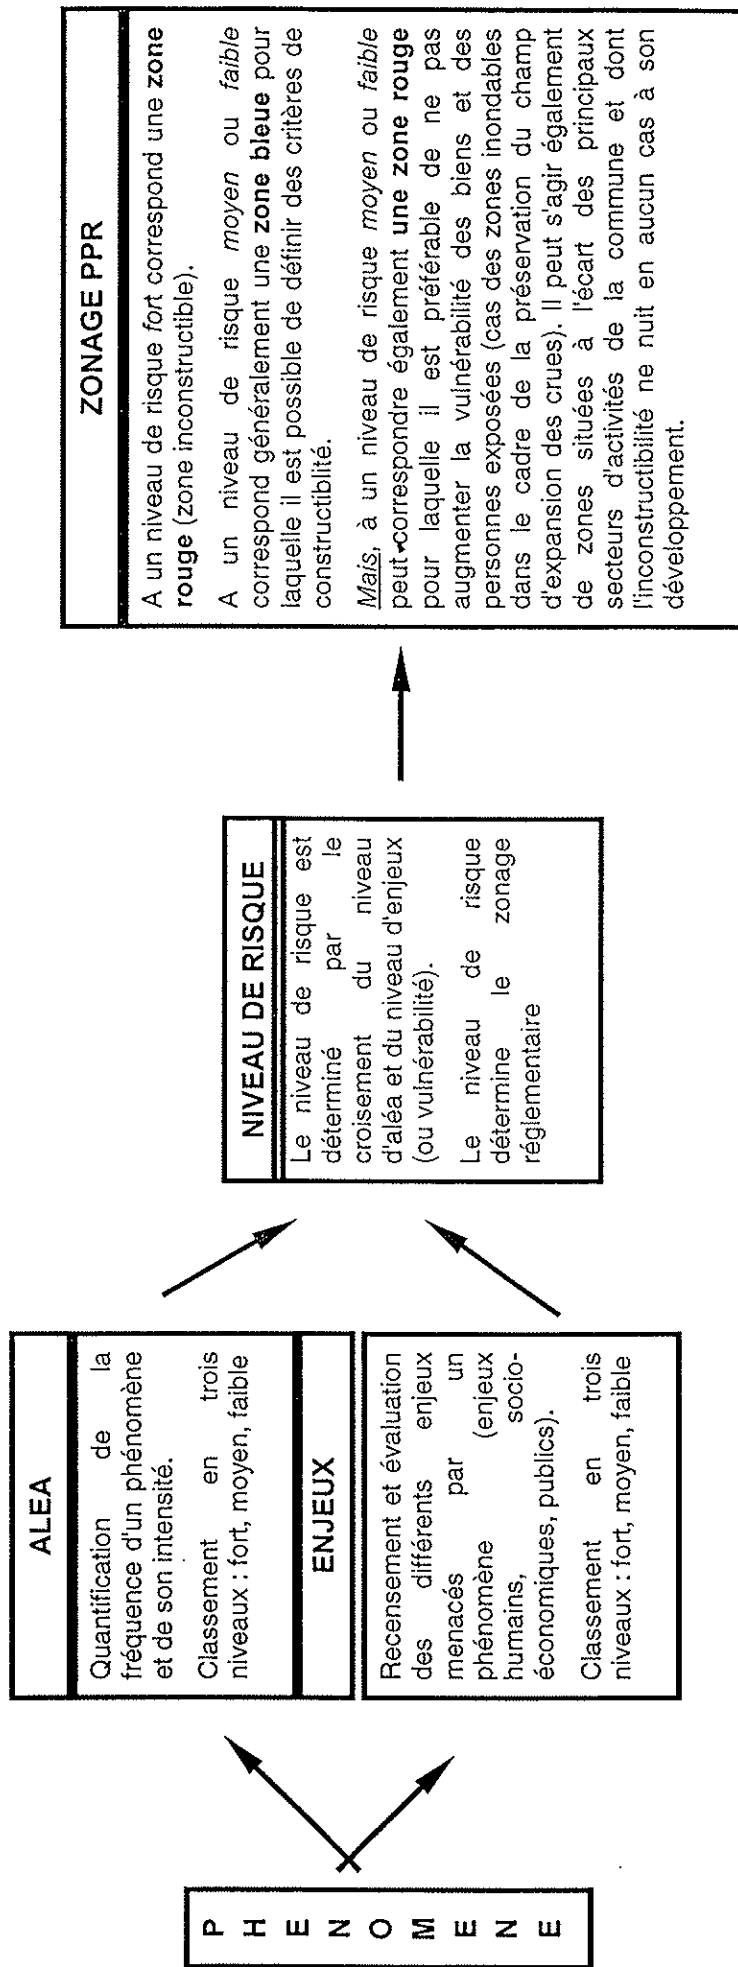 PHENOMENE
ALEA
Quantification de la
fréquence d'un phénomène
et de son intensité.
Classement en trois
niveaux : fort, moyen, faible
ENJEUX
Recensement et évaluation
des différents enjeux
menacés par un
phénomène (enjeux
humains, socio-
économiques, publics).
Classement en trois
niveaux : fort, moyen, faible
NIVEAU DE RISQUE
Le niveau de risque est
déterminé par le
croisement du niveau
d'aléa et du niveau d'enjeux
(ou vulnérabilité).
Le niveau de risque
détermine le zonage
réglementaire
ZONAGE PPR
A un niveau de risque fort correspond une zone
rouge (zone inconstructible).
A un niveau de risque moyen ou faible
correspond généralement une zone bleue pour
laquelle il est possible de définir des critères de
constructiblité.
Mais, à un niveau de risque moyen ou faible
peut correspondre également une zone rouge
pour laquelle il est préférable de ne pas
augmenter la vulnérabilité des biens et des
personnes exposées (cas des zones inondables
dans le cadre de la préservation du champ
d'expansion des crues). Il peut s'agir également
de zones situées à l'écart des principaux
secteurs d'activités de la commune et dont
l'inconstructibilité ne nuit en aucun cas à son
développement.